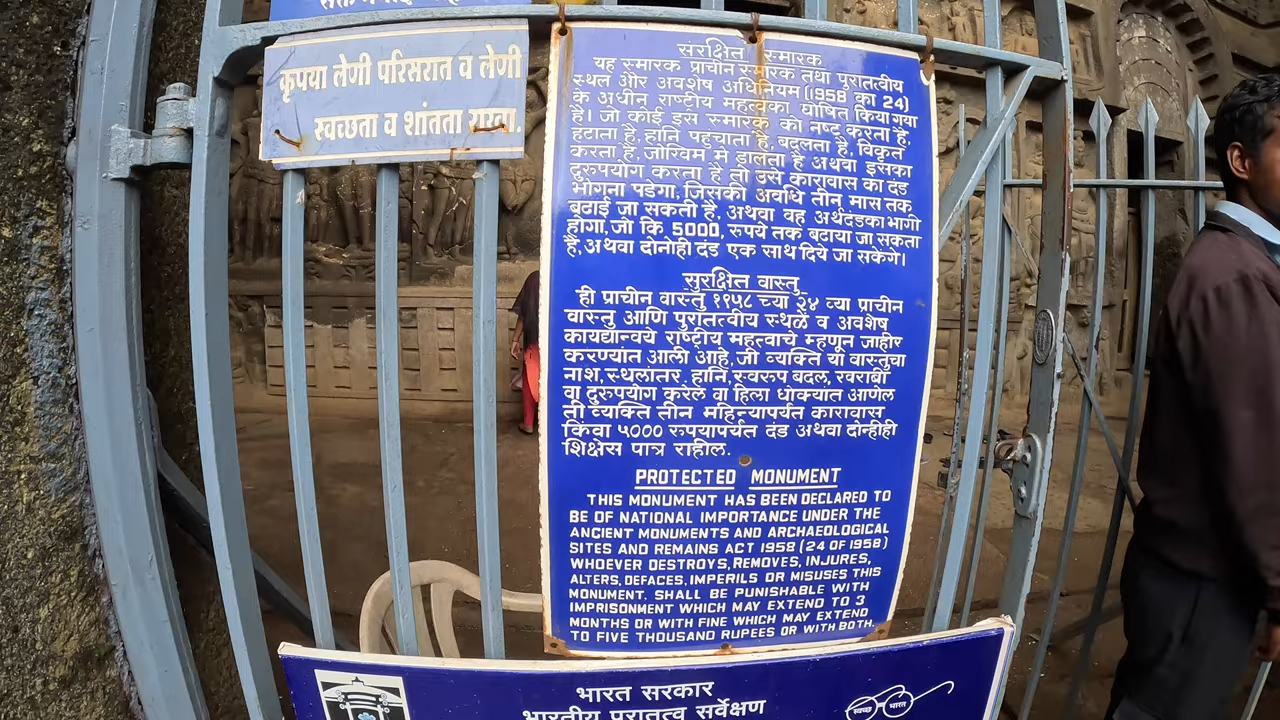 कृपया लेणी परिसरात व लेणी
स्वच्छता व शांतता राखा.
संरक्षित स्मारक
यह स्मारक प्राचीन स्मारक तथा पुरातत्वीय
स्थल और अवशेष अधिनियम (1958 का 24)
के अधीन राष्ट्रीय महत्वका घोषित किया गया
है। जो कोई इस स्मारक को नष्ट करता है,
हटाता है, हानि पहुंचाता है, बदलता है, विकृत
करता है, जोखिम मे डालता है अथवा इसका
दुरुपयोग करता है तो उसे कारावास का दंड
भोगना पडेगा, जिसकी अवधि तीन मास तक
बढाई जा सकती है, अथवा वह अर्थदंडका भागी
होगा, जो कि 5000, रुपये तक बढाया जा सकता
है, अथवा दोनोही दंड एक साथ दिये जा सकेगे।
सुरक्षित वास्तु
ही प्राचीन वास्तु १९५८ च्या २४ व्या प्राचीन
वास्तु आणि पुरातत्वीय स्थळें व अवशेष
कायद्यान्वये राष्ट्रीय महत्वाचे म्हणून जाहीर
करण्यांत आली आहे, जी व्यक्ति या वास्तुचा
नाश, स्थलांतर, हानि, स्वरुप बदल, खराबी
वा दुरुपयोग करेल वा हिला धोक्यात आणेल
ती व्यक्ति तीन महिन्यापर्यंत कारावास
किंवा ५००० रुपयापर्यंत दंड अथवा दोन्हीही
शिक्षेस पात्र राहील.
PROTECTED MONUMENT
THIS MONUMENT HAS BEEN DECLARED TO
BE OF NATIONAL IMPORTANCE UNDER THE
ANCIENT MONUMENTS AND ARCHAEOLOGICAL
SITES AND REMAINS ACT 1958 (24 OF 1958)
WHOEVER DESTROYS, REMOVES, INJURES,
ALTERS, DEFACES, IMPERILS OR MISUSES THIS
MONUMENT. SHALL BE PUNISHABLE WITH
IMPRISONMENT WHICH MAY EXTEND TO 3
MONTHS OR WITH FINE WHICH MAY EXTEND
TO FIVE THOUSAND RUPEES OR WITH BOTH.
भारत सरकार
भारतीय पुरातत्व सर्वेक्षण
स्वच्छ भारत